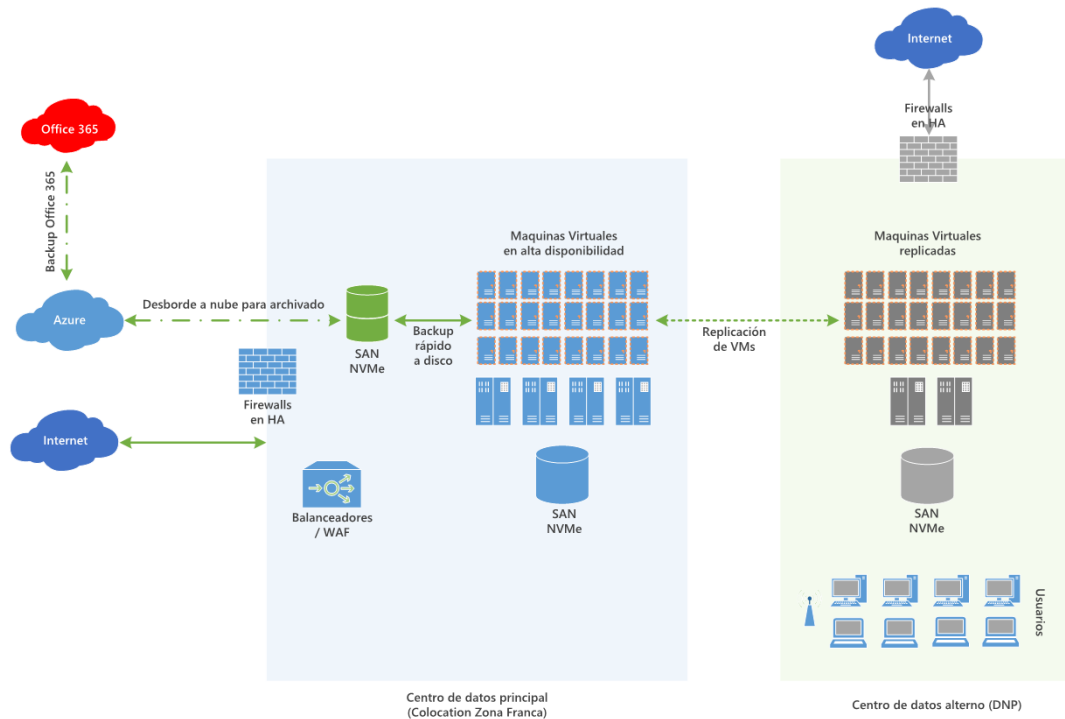 Internet
Firewalls
en HA
Office 365
Backup Office 365
Maquinas Virtuales
en alta disponibilidad
Maquinas Virtuales
replicadas
Desborde a nube para archivado
Azure
Backup
rápido
a disco
Replicación
de VMs
SAN
NVMe
Firewalls
en HA
Internet
SAN
NVMe
SAN
NVMe
Balanceadores
/ WAF
Usuarios
Centro de datos principal
(Colocation Zona Franca)
Centro de datos alterno (DNP)